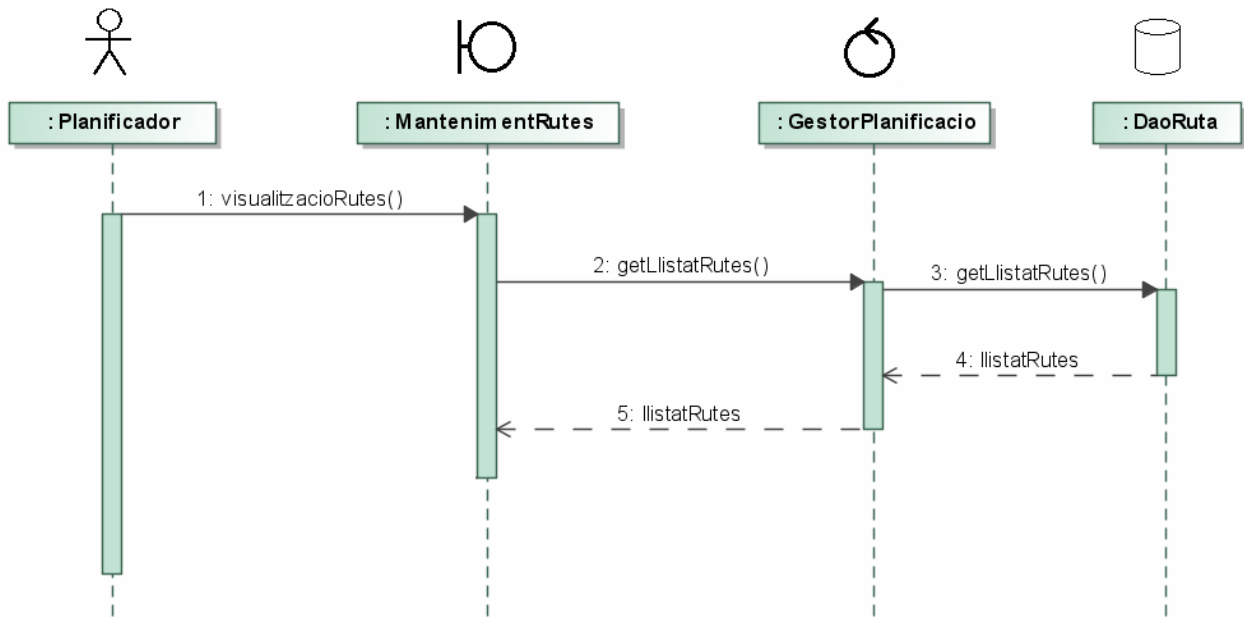 : Planificador
: MantenimentRutes
: GestorPlanificacio
: DaoRuta
1: visualitzacioRutes()
2: getLlistatRutes()
3: getLlistatRutes()
4: llistatRutes
5: llistatRutes